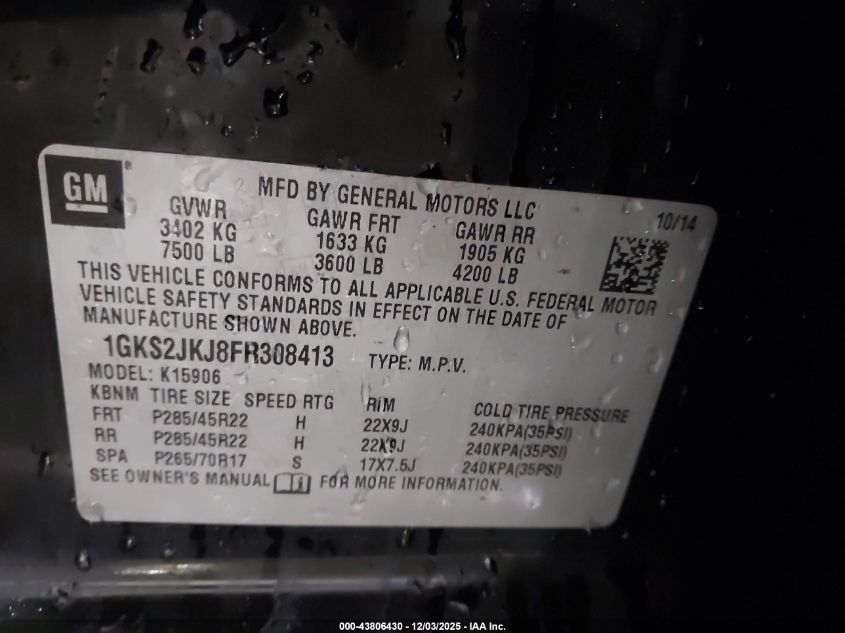 GM ®
MFD BY GENERAL MOTORS LLC
10/14
GVWR GAWR FRT GAWR RR
3402 KG 1633 KG 1905 KG
7500 LB 3600 LB 4200 LB
THIS VEHICLE CONFORMS TO ALL APPLICABLE U.S. FEDERAL MOTOR
VEHICLE SAFETY STANDARDS IN EFFECT ON THE DATE OF
MANUFACTURE SHOWN ABOVE.
1GKS2JKJ8FR308413 TYPE: M.P.V.
MODEL: K15906
KBNM TIRE SIZE SPEED RTG RIM COLD TIRE PRESSURE
FRT P285/45R22 H 22X9J 240KPA(35PSI)
RR P285/45R22 H 22X9J 240KPA(35PSI)
SPA P265/70R17 S 17X7.5J 240KPA(35PSI)
SEE OWNER'S MANUAL FOR MORE INFORMATION.
000-43806430 - 12/03/2025 - IAA Inc.